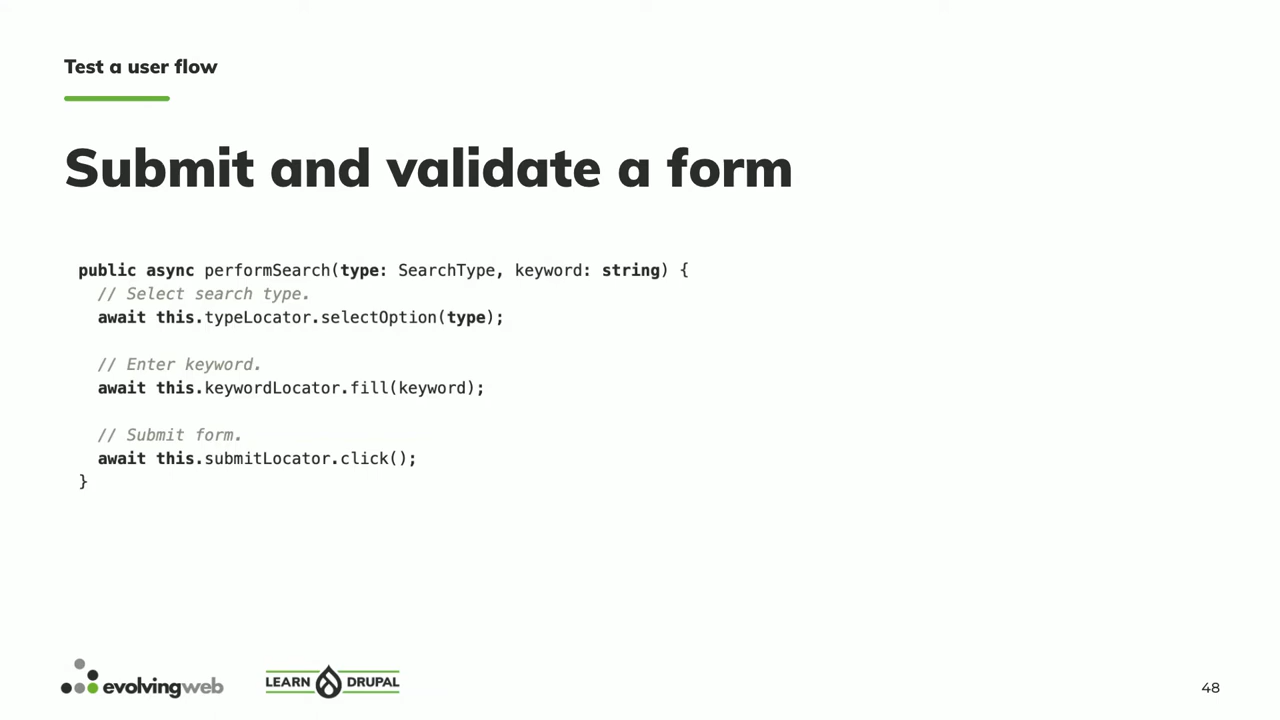 Test a user flow
Submit and validate a form
public async performSearch(type: SearchType, keyword: string) {
  // Select search type.
  await this.typeLocator.selectOption(type);

  // Enter keyword.
  await this.keywordLocator.fill(keyword);

  // Submit form.
  await this.submitLocator.click();
}
evolvingweb
LEARN DRUPAL
48